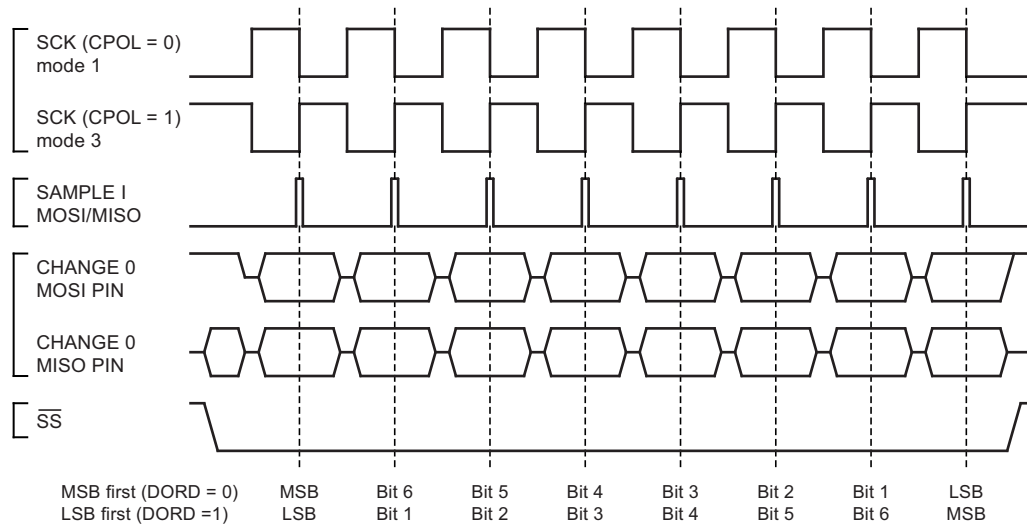 SCK (CPOL = 0)
mode 1
SCK (CPOL = 1)
mode 3
SAMPLE I
MOSI/MISO
CHANGE 0
MOSI PIN
CHANGE 0
MISO PIN
SS
MSB first (DORD = 0) MSB Bit 6 Bit 5 Bit 4 Bit 3 Bit 2 Bit 1 LSB
LSB first (DORD =1) LSB Bit 1 Bit 2 Bit 3 Bit 4 Bit 5 Bit 6 MSB